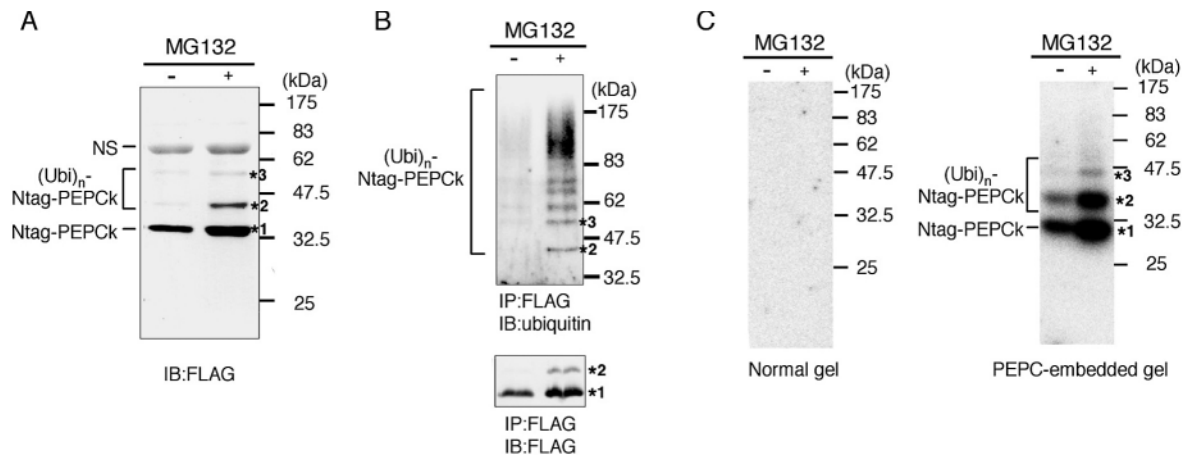 A
MG132
- +
(kDa)
175
83
62
47.5
32.5
25
NS
(Ubi)n-
Ntag-PEPCk
Ntag-PEPCk
*3
*2
*1
IB:FLAG
B
MG132
- +
(kDa)
175
83
62
47.5
32.5
(Ubi)n-
Ntag-PEPCk
*3
*2
IP:FLAG
IB:ubiquitin
*2
*1
IP:FLAG
IB:FLAG
C
MG132
- +
(kDa)
175
83
62
47.5
32.5
25
Normal gel
MG132
- +
(kDa)
175
83
62
47.5
32.5
25
(Ubi)n-
Ntag-PEPCk
Ntag-PEPCk
*3
*2
*1
PEPC-embedded gel